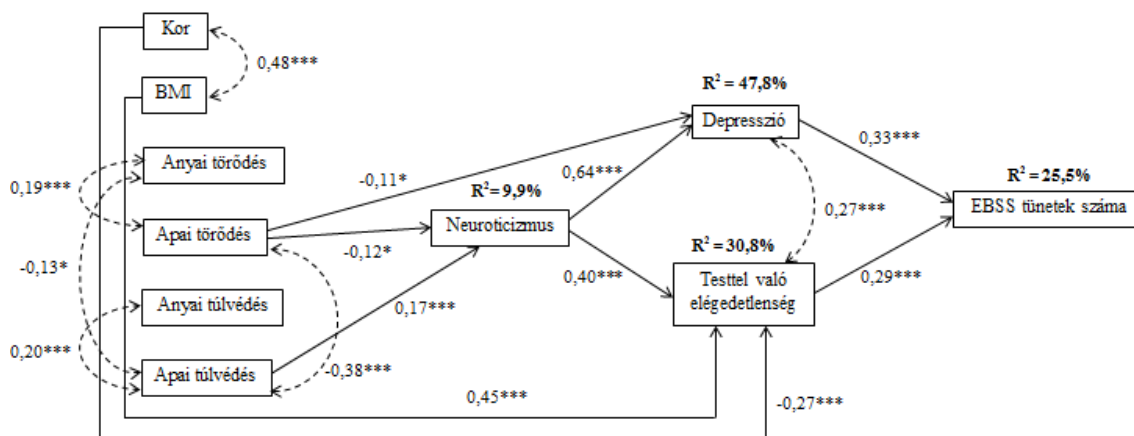 Kor
0,48***
BMI
R² = 47,8%
Depresszió
0,33***
Anyai törődés
-0,11*
0,64***
0,19***
R²= 9,9%
R² = 25,5%
EBSS tünetek száma
Apai törődés
Neuroticizmus
0,27***
-0,12*
R² = 30,8%
-0,13*
0,40***
Testtel való
elégedetlenség
0,29***
Anyai túlvédés
0,17***
0,20***
Apai túlvédés
-0,38***
0,45***
-0,27***